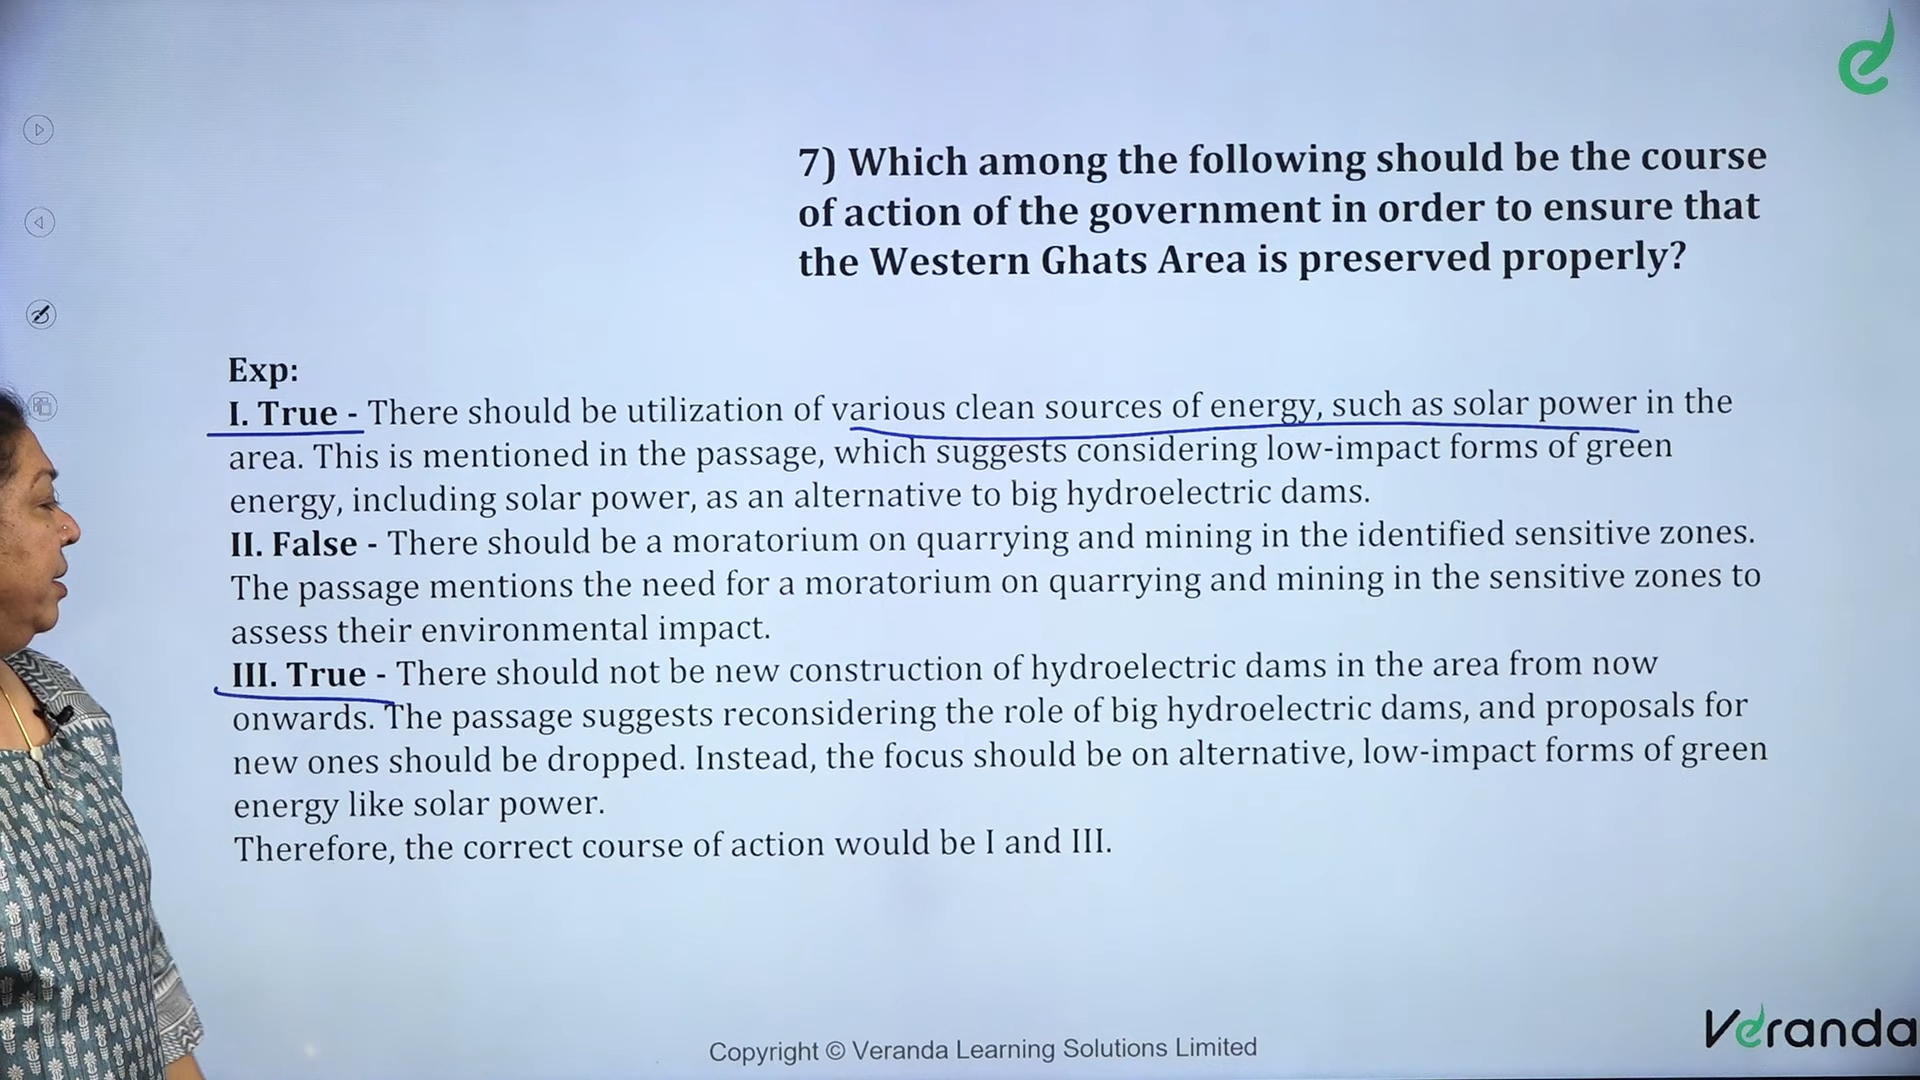 7) Which among the following should be the course
of action of the government in order to ensure that
the Western Ghats Area is preserved properly?
Exp:
I. True - There should be utilization of various clean sources of energy, such as solar power in the
area. This is mentioned in the passage, which suggests considering low-impact forms of green
energy, including solar power, as an alternative to big hydroelectric dams.
II. False - There should be a moratorium on quarrying and mining in the identified sensitive zones.
The passage mentions the need for a moratorium on quarrying and mining in the sensitive zones to
assess their environmental impact.
III. True - There should not be new construction of hydroelectric dams in the area from now
onwards. The passage suggests reconsidering the role of big hydroelectric dams, and proposals for
new ones should be dropped. Instead, the focus should be on alternative, low-impact forms of green
energy like solar power.
Therefore, the correct course of action would be I and III.
Veranda
Copyright © Veranda Learning Solutions Limited